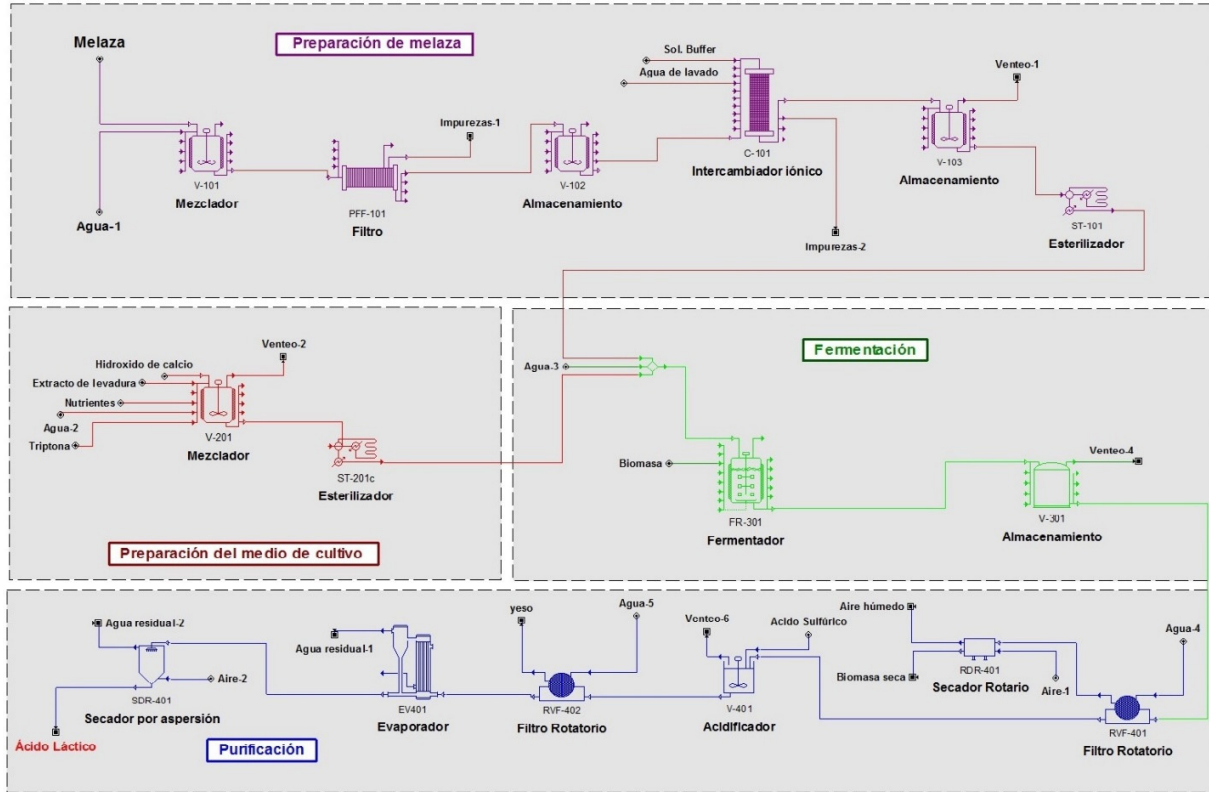 Preparación de melaza
Melaza
Agua-1
V-101
Mezclador
PFF-101
Filtro
Impurezas-1
V-102
Almacenamiento
Sol. Buffer
Agua de lavado
C-101
Intercambiador iónico
Impurezas-2
Venteo-1
V-103
Almacenamiento
ST-101
Esterilizador
Hidroxido de calcio
Extracto de levadura
Nutrientes
Agua-2
Triptona
Venteo-2
V-201
Mezclador
ST-201c
Esterilizador
Preparación del medio de cultivo
Fermentación
Agua-3
Biomasa
FR-301
Fermentador
Venteo-4
V-301
Almacenamiento
Agua residual-2
Aire-2
SDR-401
Secador por aspersión
Ácido Láctico
Agua residual-1
EV401
Evaporador
yeso
Agua-5
RVF-402
Filtro Rotatorio
Venteo-6
Acido Sulfúrico
V-401
Acidificador
Aire húmedo
Biomasa seca
RDR-401
Secador Rotario
Aire-1
Agua-4
RVF-401
Filtro Rotatorio
Purificación